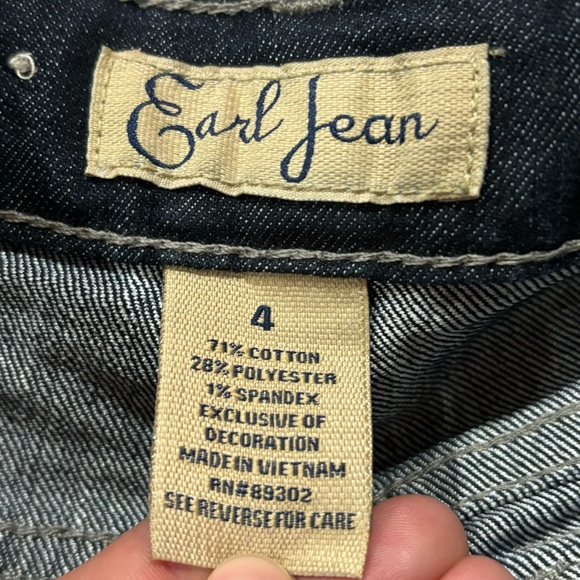 Earl Jean
4
71% COTTON
28% POLYESTER
1% SPANDEX
EXCLUSIVE OF
DECORATION
MADE IN VIETNAM
RN#89302
SEE REVERSE FOR CARE